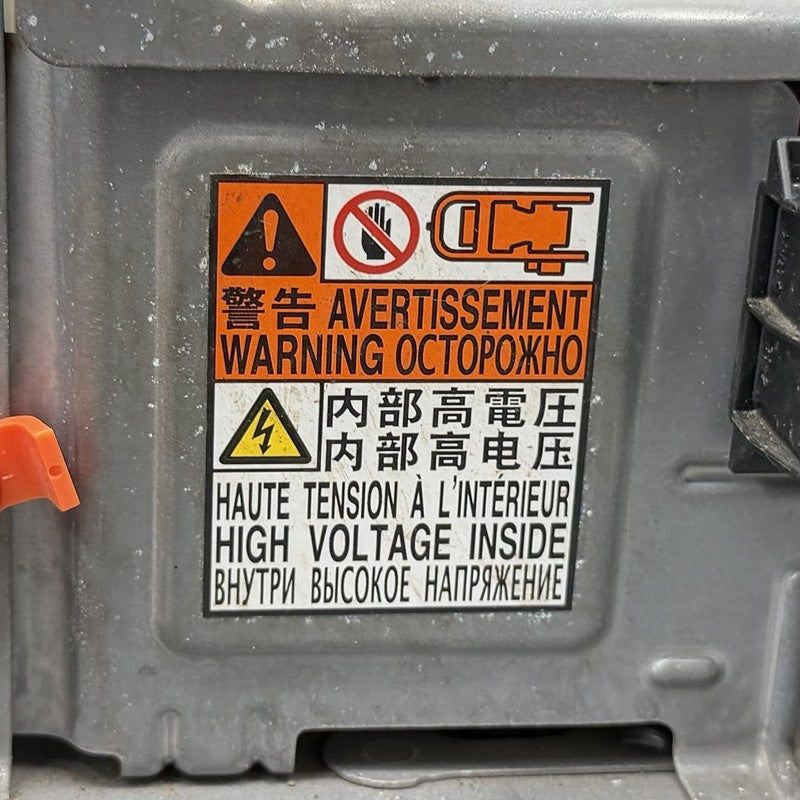 警告 AVERTISSEMENT
WARNING ОСТОРОЖНО
内部高電圧
内部高电压
HAUTE TENSION À L'INTÉRIEUR
HIGH VOLTAGE INSIDE
ВНУТРИ ВЫСОКОЕ НАПРЯЖЕНИЕ